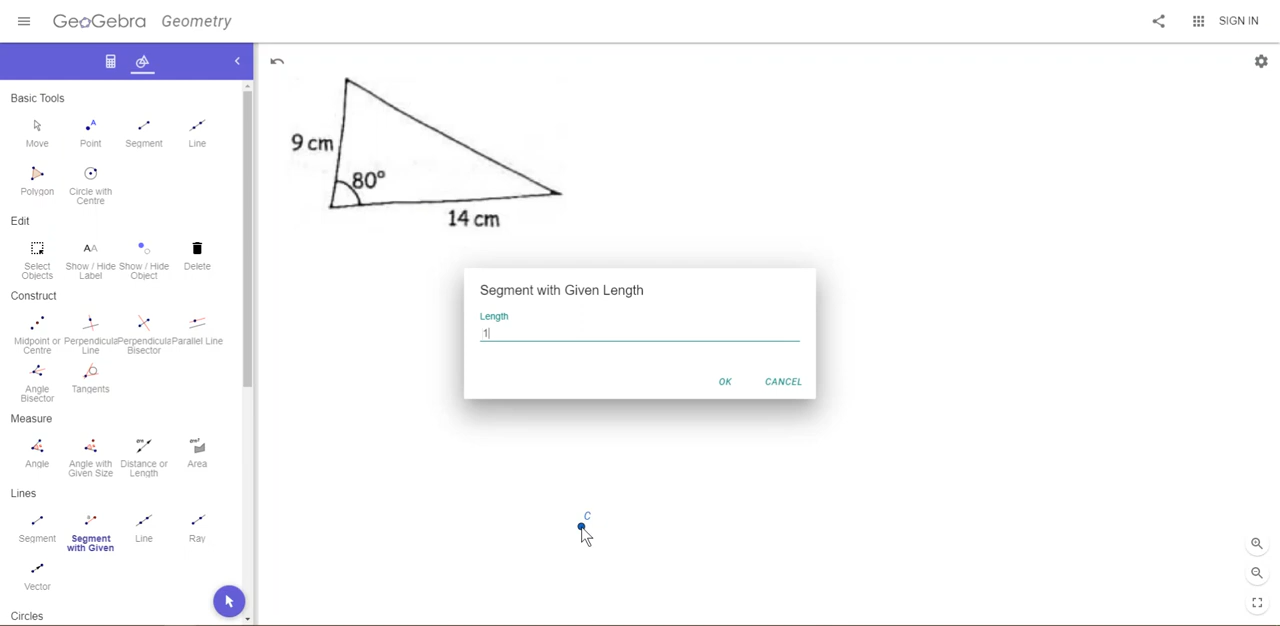 GeoGebra Geometry
SIGN IN
Basic Tools
Move
Point
Segment
Line
Polygon
Circle with
Centre
Edit
Select
Objects
AA
Show / Hide
Label
Show / Hide
Object
Delete
Construct
Midpoint or
Centre
Perpendicula
Line
Perpendicula
Bisector
Parallel Line
Angle
Bisector
Tangents
Measure
Angle
Angle with
Given Size
Distance or
Length
Area
Lines
Segment
Segment
with Given
Line
Ray
Vector
Circles
9 cm
80°
14 cm
Segment with Given Length
Length
1
OK
CANCEL
C